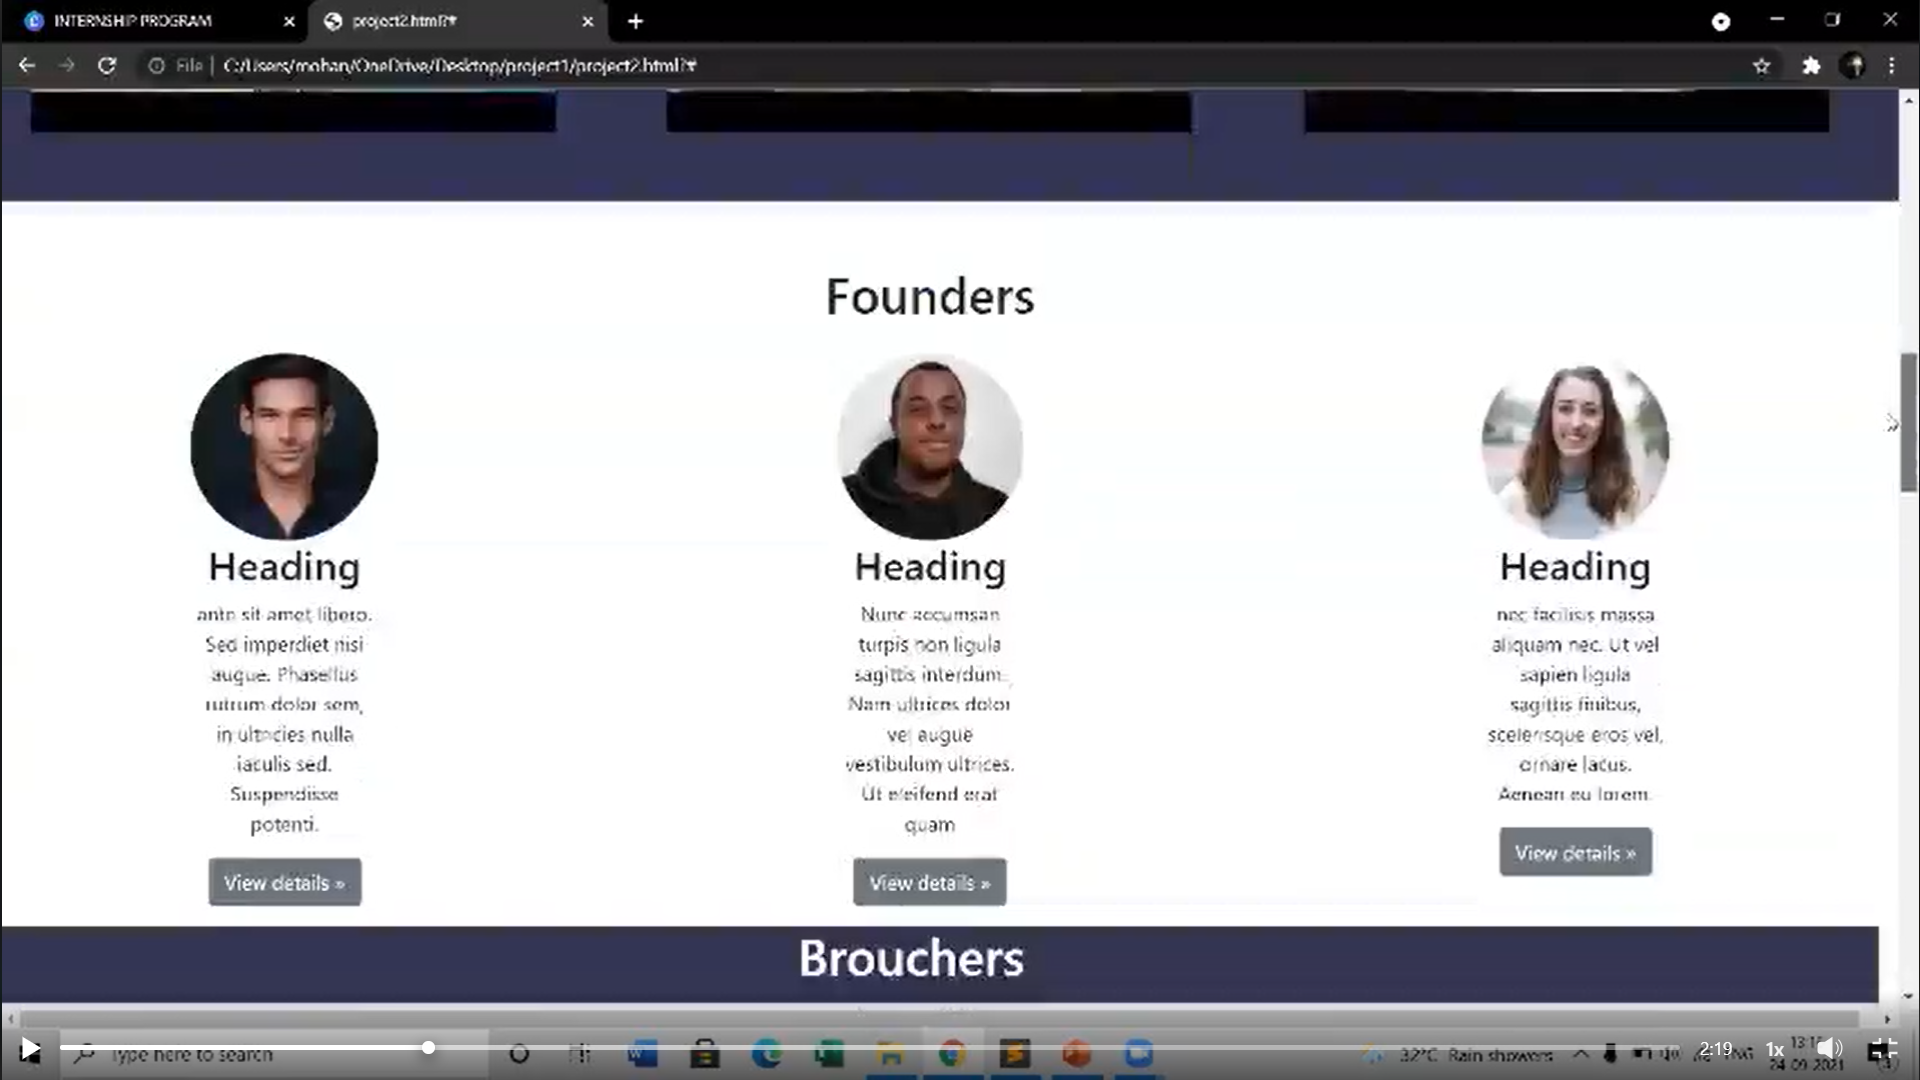 INTERNSHIP PROGRAM
project2.html?#
File | C:/Users/mohan/OneDrive/Desktop/project1/project2.html?#
Founders
Heading
ante sit amet libero.
Sed imperdiet nisi
augue. Phasellus
rutrum dolor sem,
in ultricies nulla
iaculis sed.
Suspendisse
potenti.
View details »
Heading
Nunc accumsan
turpis non ligula
sagittis interdum.
Nam ultrices dolor
vel augue
vestibulum ultrices.
Ut eleifend erat
quam
View details »
Heading
nec facilisis massa
aliquam nec. Ut vel
sapien ligula
sagittis finibus,
scelerisque eros vel,
ornare lacus.
Aenean eu lorem.
View details »
Brouchers
Type here to search
32°C Rain showers
ENG
24-09-2021
2:19
1x